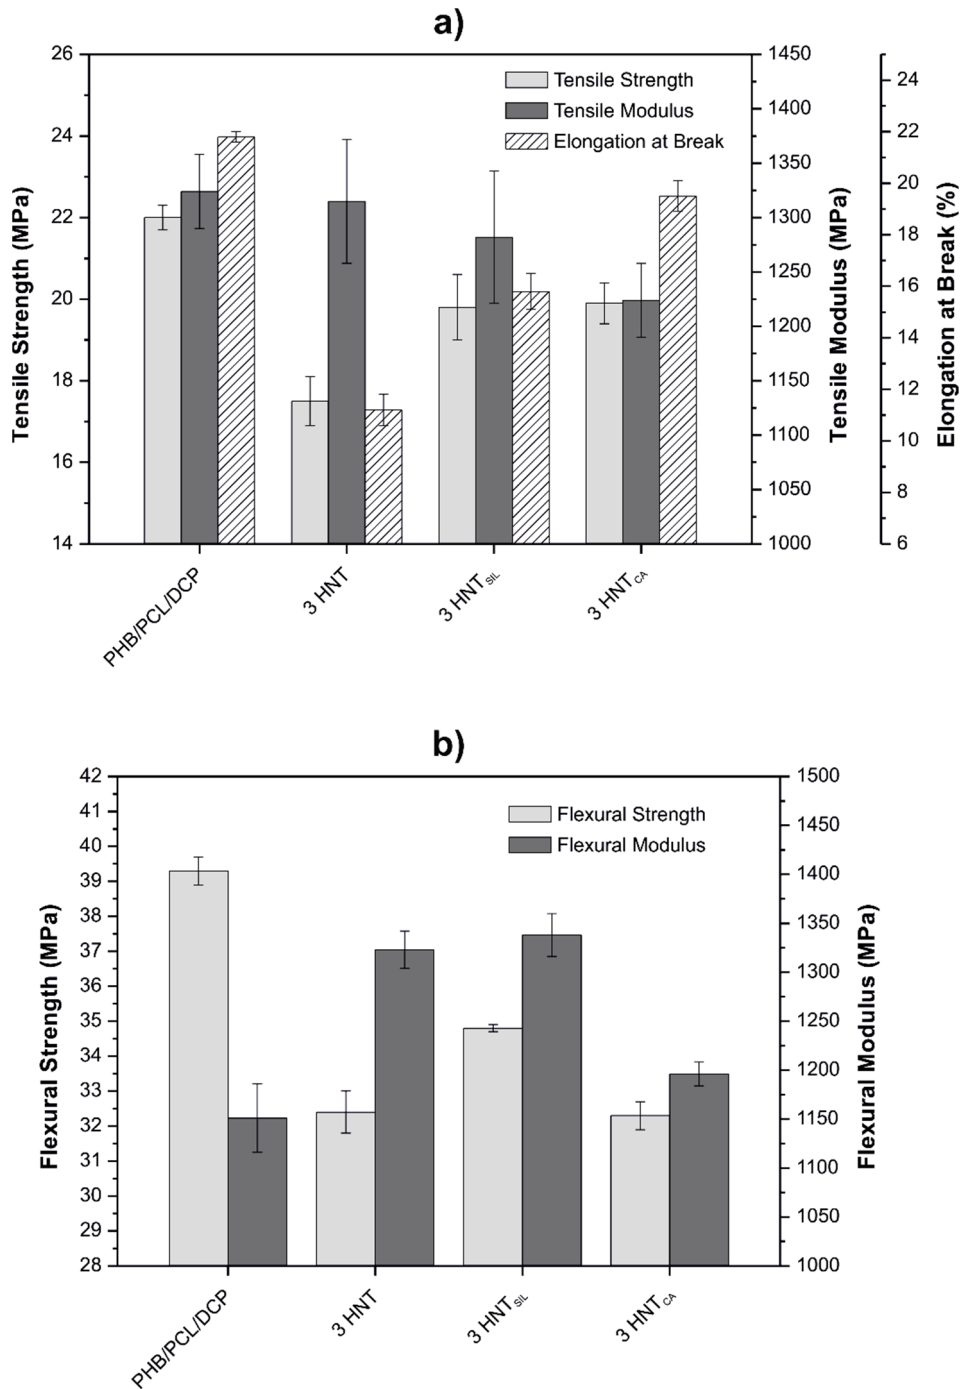 a)
Tensile Strength
Tensile Modulus
Elongation at Break
Tensile Strength (MPa)
26
24
22
20
18
16
14
Tensile Modulus (MPa)
1450
1400
1350
1300
1250
1200
1150
1100
1050
1000
Elongation at Break (%)
24
22
20
18
16
14
12
10
8
6
PHB/PCL/DCP
3 HNT
3 HNTSIL
3 HNTCA
b)
Flexural Strength
Flexural Modulus
Flexural Strength (MPa)
42
41
40
39
38
37
36
35
34
33
32
31
30
29
28
Flexural Modulus (MPa)
1500
1450
1400
1350
1300
1250
1200
1150
1100
1050
1000
PHB/PCL/DCP
3 HNT
3 HNTSIL
3 HNTCA